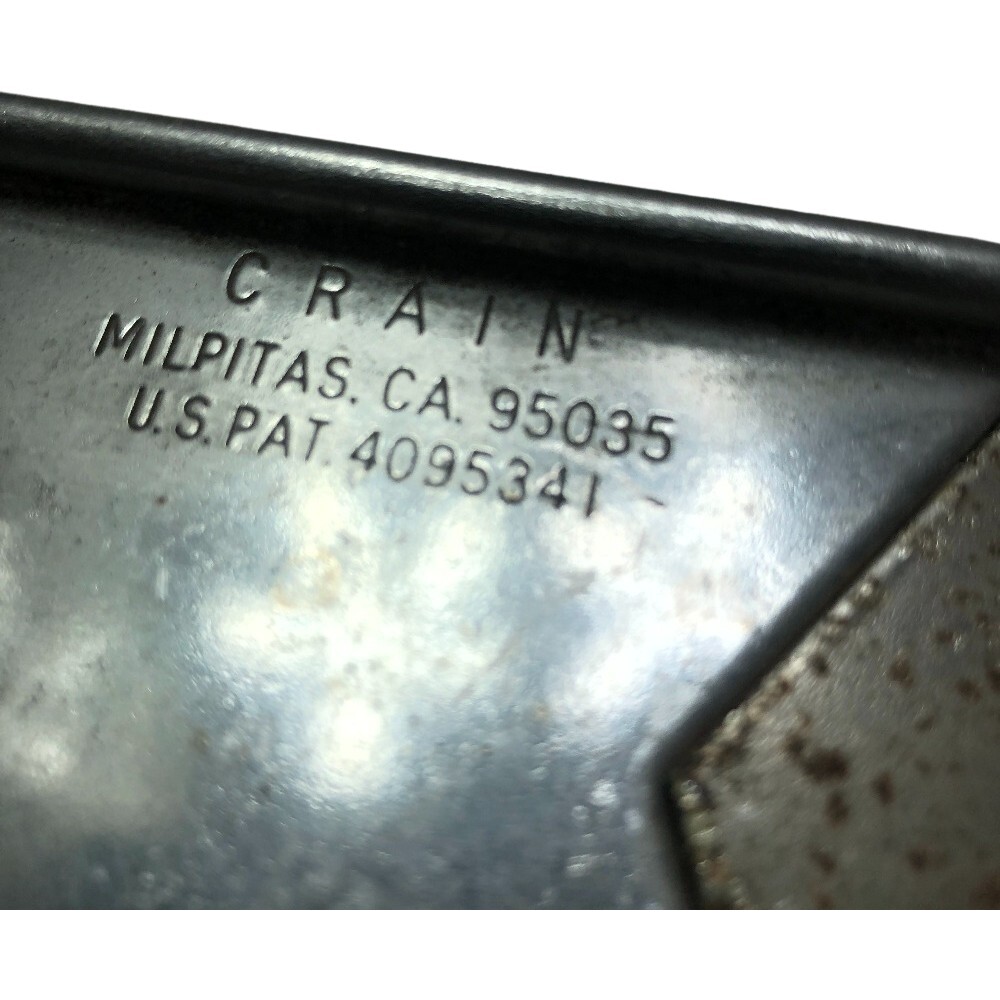 CRAIN
MILPITAS. CA. 95035
U.S. PAT. 4095341